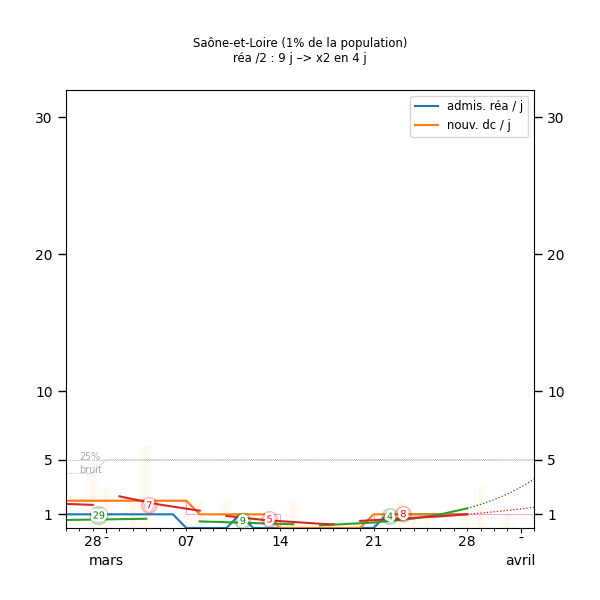 Saône-et-Loire (1% de la population)
réa /2 : 9 j –> x2 en 4 j
admis. réa / j
nouv. dc / j
30 30
20 20
10 10
5 5
1 1
25%
bruit
29 7 9 5 4 8
28 - 07 14 21 28 -
mars avril